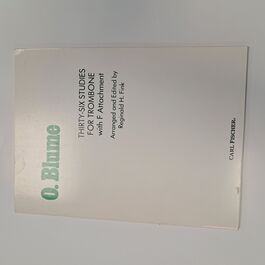 O. Blume
THIRTY-SIX STUDIES
FOR TROMBONE
with F Attachment
Arranged and Edited by
Reginald H. Fink
CARL FISCHER®